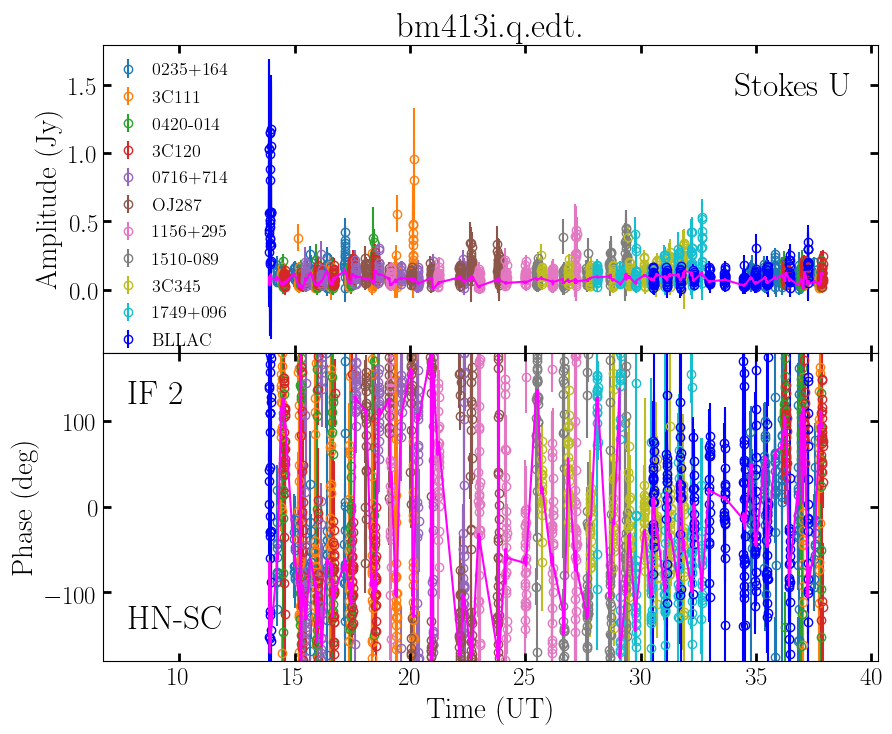 bm413i.q.edt.
Stokes U
Amplitude (Jy)
1.5
1.0
0.5
0.0
0235+164
3C111
0420-014
3C120
0716+714
OJ287
1156+295
1510-089
3C345
1749+096
BLLAC
IF 2
HN-SC
Phase (deg)
100
0
−100
10 15 20 25 30 35 40
Time (UT)